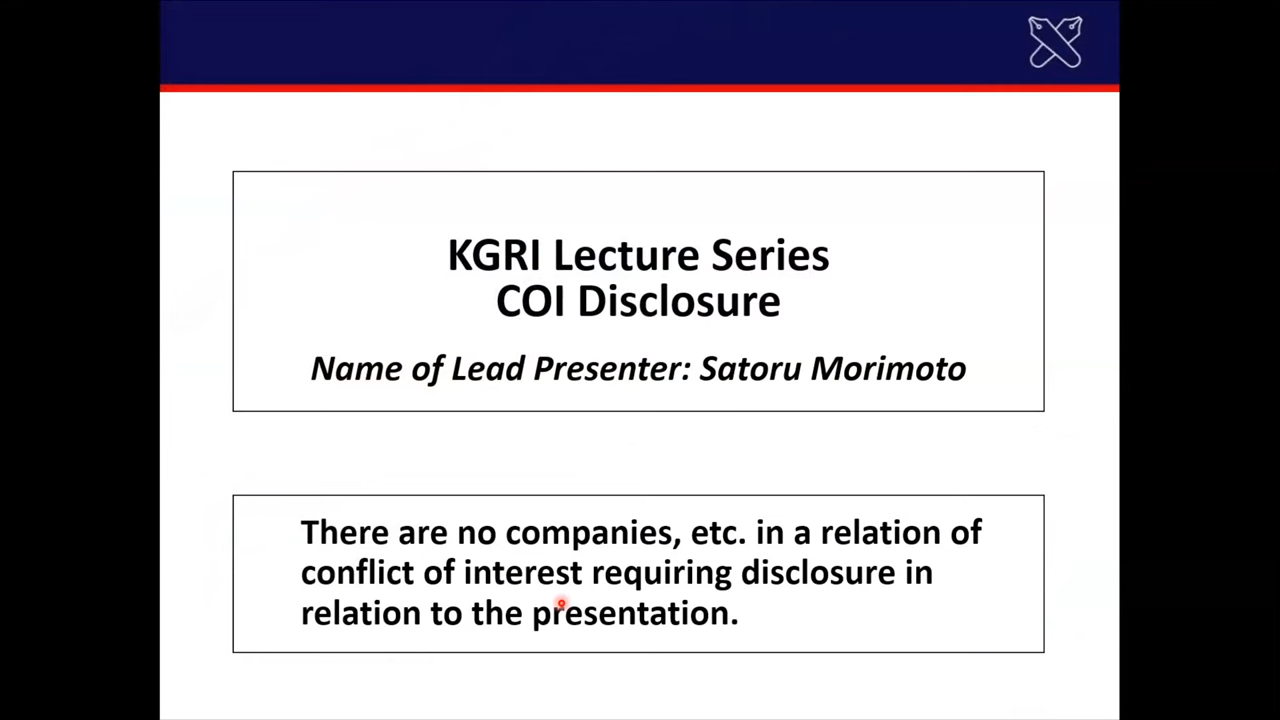 KGRI Lecture Series
COI Disclosure
Name of Lead Presenter: Satoru Morimoto
There are no companies, etc. in a relation of
conflict of interest requiring disclosure in
relation to the presentation.